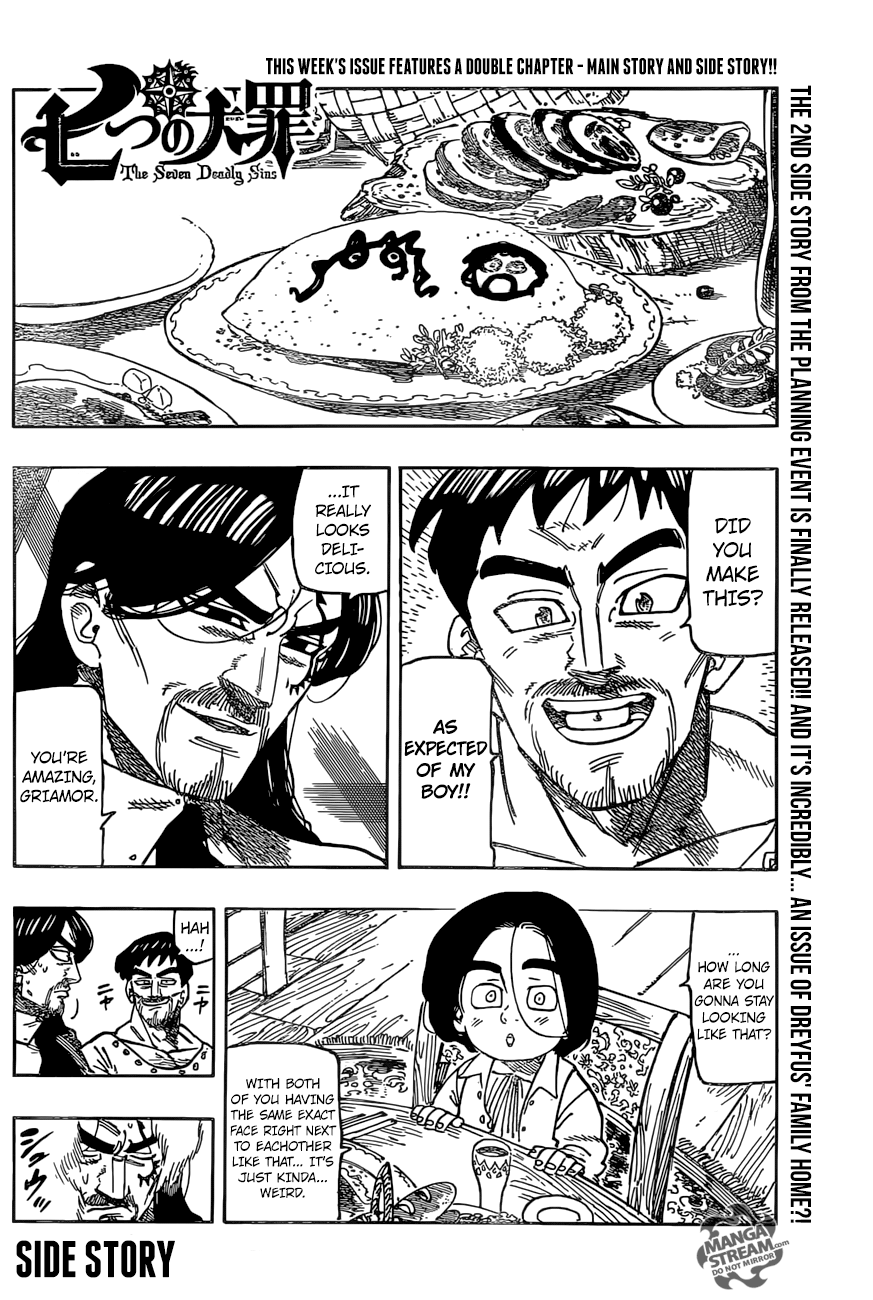 THIS WEEK'S ISSUE FEATURES A DOUBLE CHAPTER - MAIN STORY AND SIDE STORY!!
七つの大罪
The Seven Deadly Sins
THE 2ND SIDE STORY FROM THE PLANNING EVENT IS FINALLY RELEASED!! AND IT'S INCREDIBLY... AN ISSUE OF DREYFUS' FAMILY HOME?!
DID
YOU
MAKE
THIS?
AS
EXPECTED
OF MY
BOY!!
...IT
REALLY
LOOKS
DELI-
CIOUS.
YOU'RE
AMAZING,
GRIAMOR.
...
HOW LONG
ARE YOU
GONNA STAY
LOOKING
LIKE THAT?
WITH BOTH
OF YOU HAVING
THE SAME EXACT
FACE RIGHT NEXT
TO EACHOTHER
LIKE THAT... IT'S
JUST KINDA...
WEIRD.
HAH
...!
ニヤ
ニヤ
SIDE STORY
MANGA
STREAM.com
DO NOT MIRROR